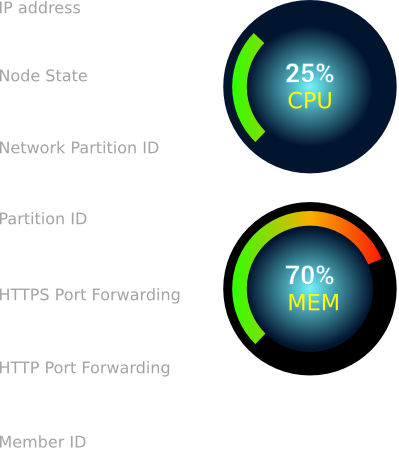 IP address
Node State
Network Partition ID
Partition ID
HTTPS Port Forwarding
HTTP Port Forwarding
Member ID
25%
CPU
70%
MEM